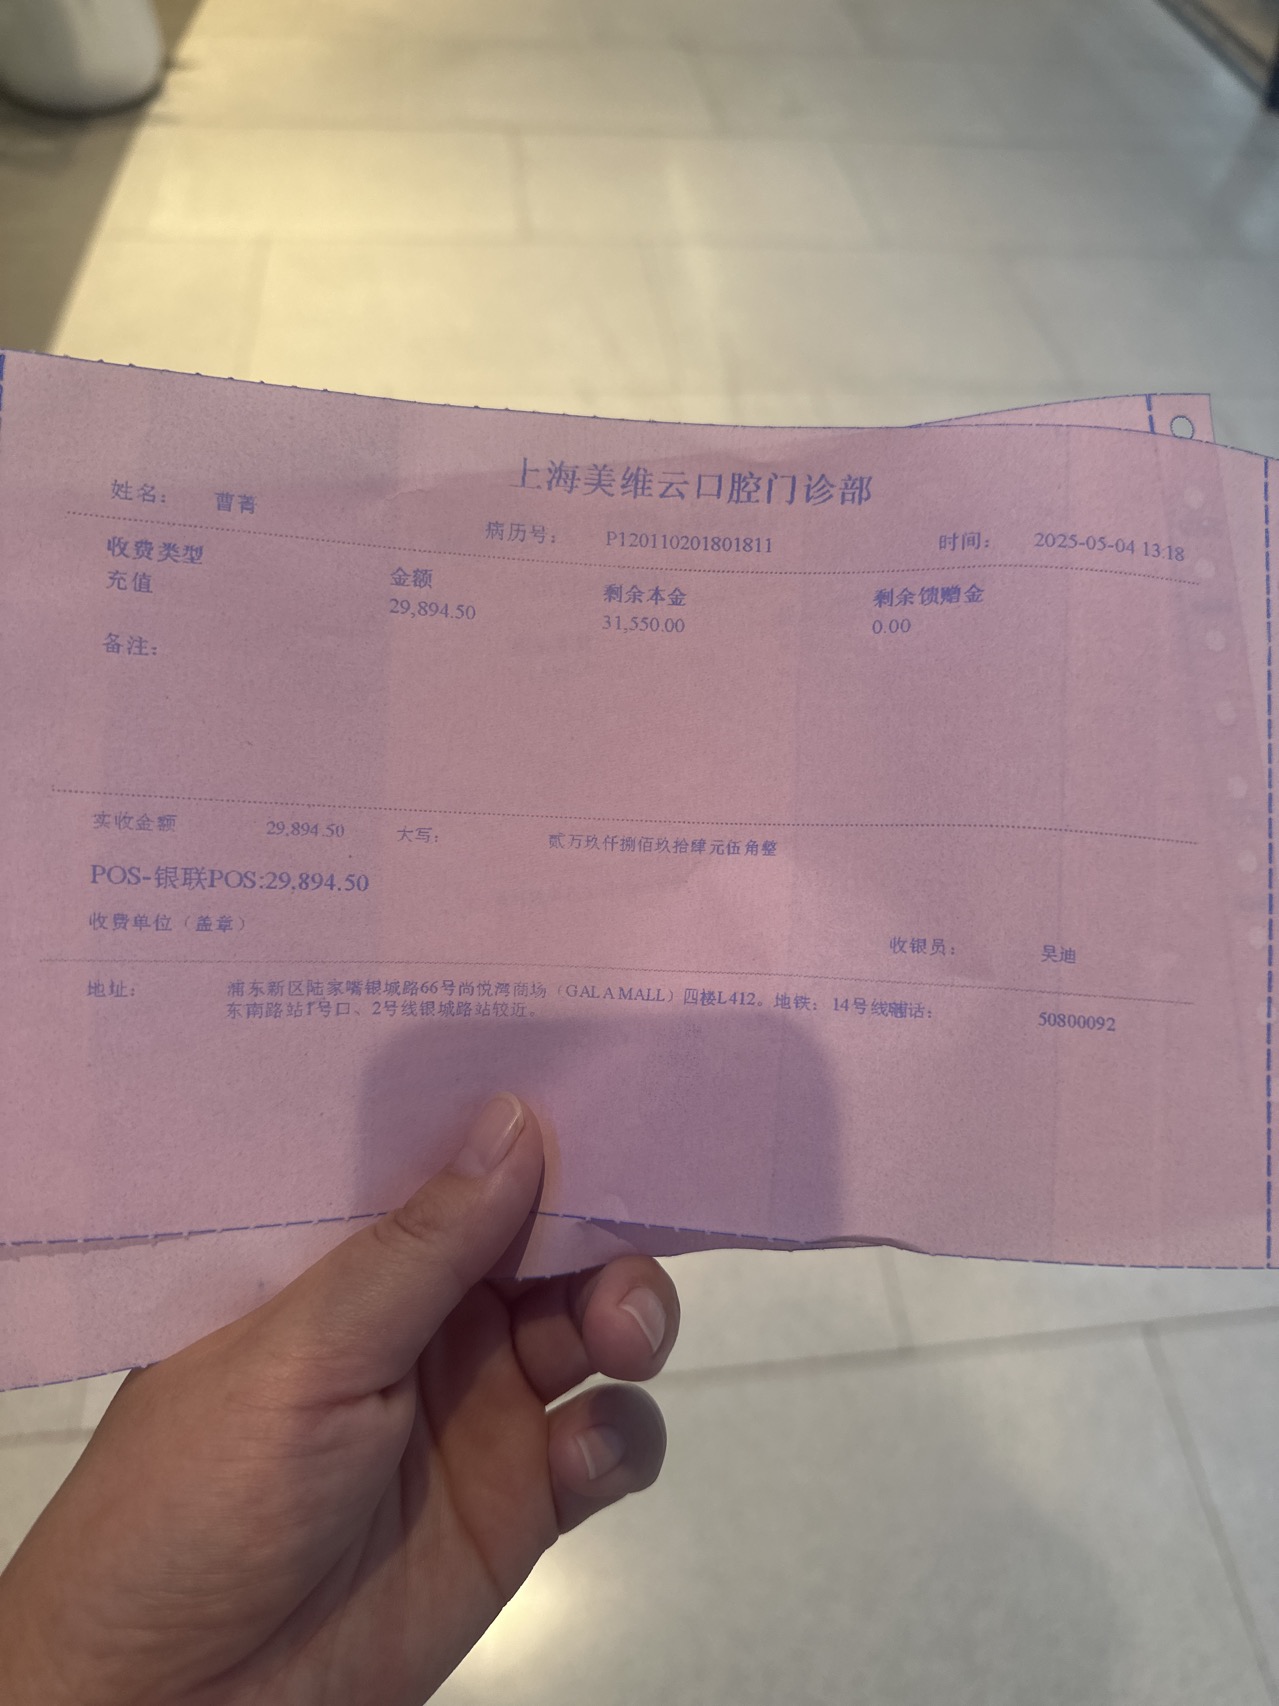 上海美维云口腔门诊部
姓名： 曹菁 病历号： P120110201801811 时间： 2025-05-04 13:18
收费类型 金额 剩余本金 剩余馈赠金
充值 29,894.50 31,550.00 0.00
备注：
实收金额 29,894.50 大写： 贰万玖仟捌佰玖拾肆元伍角整
POS-银联POS:29,894.50
收费单位（盖章） 收银员： 吴迪
地址： 浦东新区陆家嘴银城路66号尚悦湾商场（GALA MALL）四楼L412。地铁：14号线浦 电话： 50800092
东南路站1号口、2号线银城路站较近。